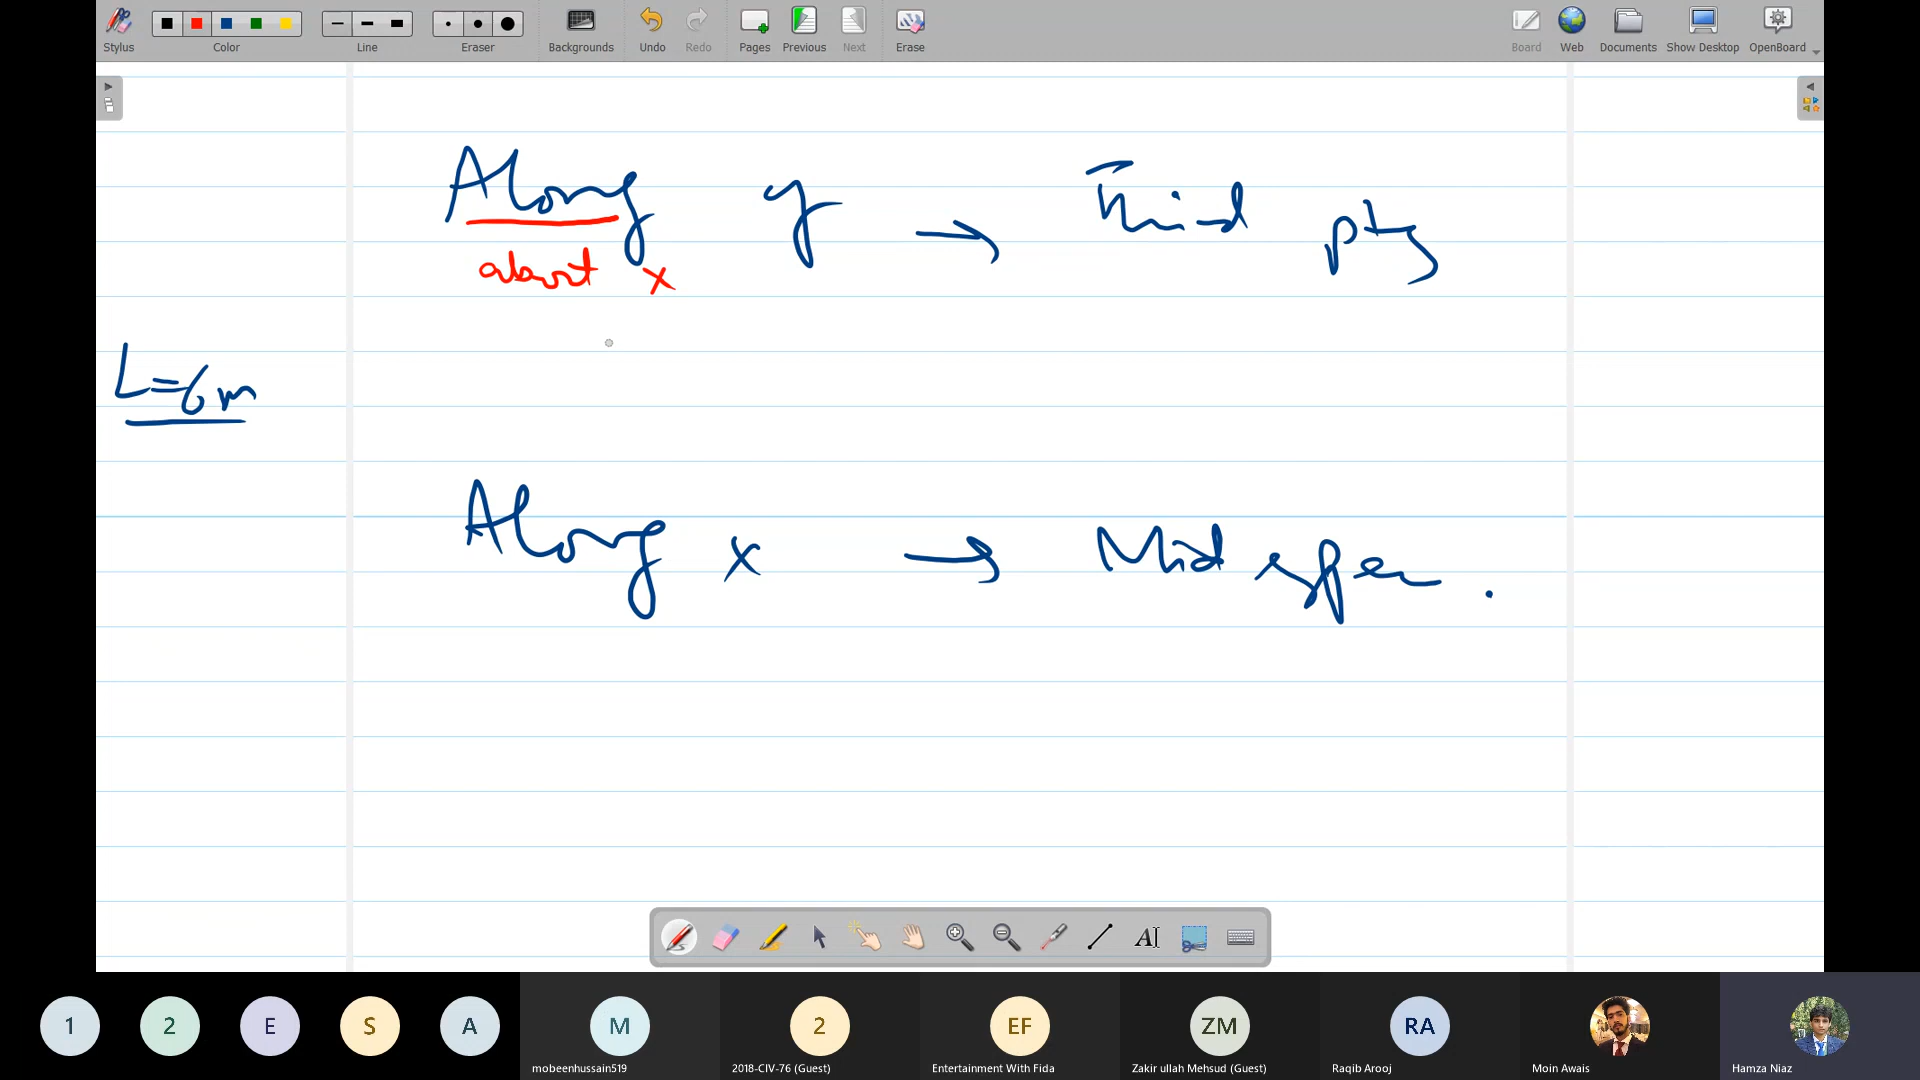 Stylus Color Line Eraser Backgrounds Undo Redo Pages Previous Next Erase Board Web Documents Show Desktop OpenBoard
Along y → Third pts
about x
L=6m
Along x → Mid span .
AI
1 2 E S A M 2 EF ZM RA
mobeenhussain519 2018-CIV-76 (Guest) Entertainment With Fida Zakir ullah Mehsud (Guest) Raqib Arooj Moin Awais Hamza Niaz